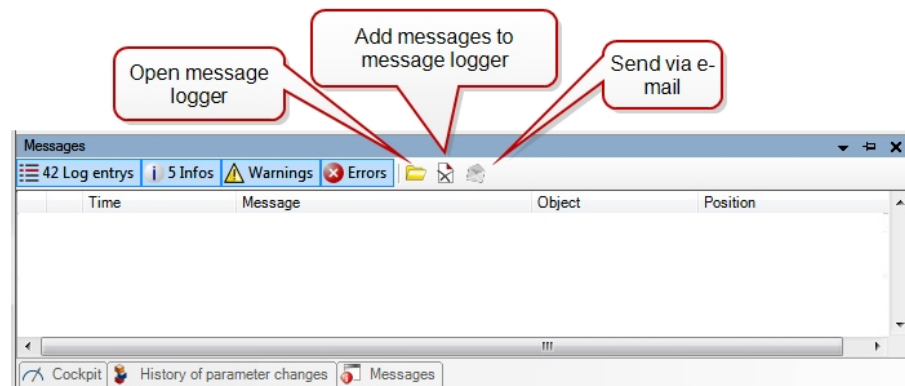 Add messages to
message logger
Open message
logger
Send via e-
mail
Messages
42 Log entrys 5 Infos Warnings Errors
Time Message Object Position
Cockpit History of parameter changes Messages